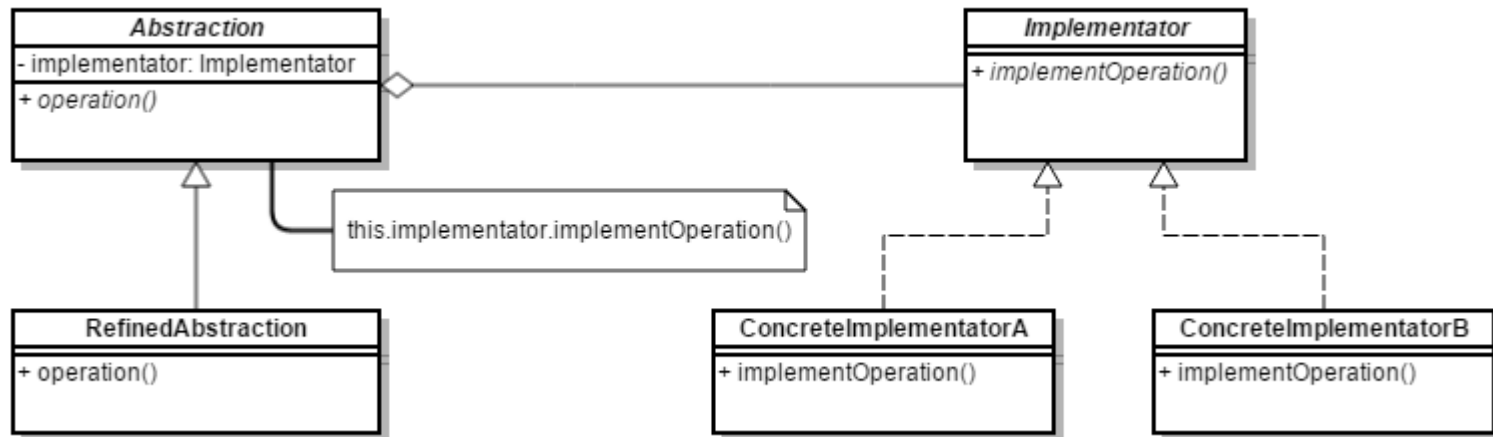 Abstraction
- implementator: Implementator
+ operation()
Implementator
+ implementOperation()
this.implementator.implementOperation()
RefinedAbstraction
+ operation()
ConcreteImplementatorA
+ implementOperation()
ConcreteImplementatorB
+ implementOperation()